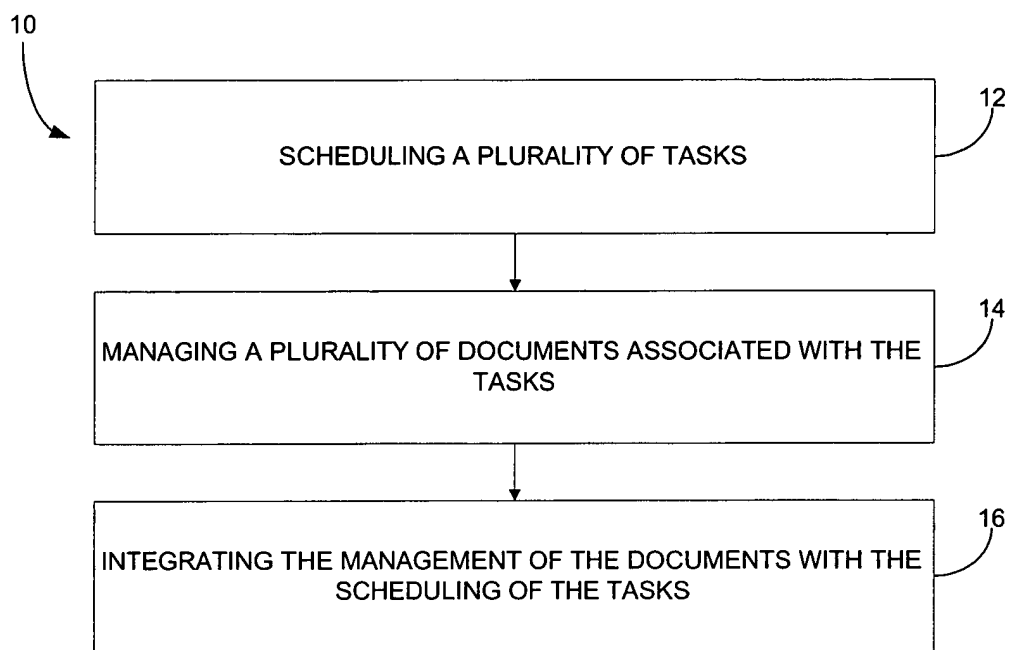 10
12
SCHEDULING A PLURALITY OF TASKS
14
MANAGING A PLURALITY OF DOCUMENTS ASSOCIATED WITH THE
TASKS
16
INTEGRATING THE MANAGEMENT OF THE DOCUMENTS WITH THE
SCHEDULING OF THE TASKS